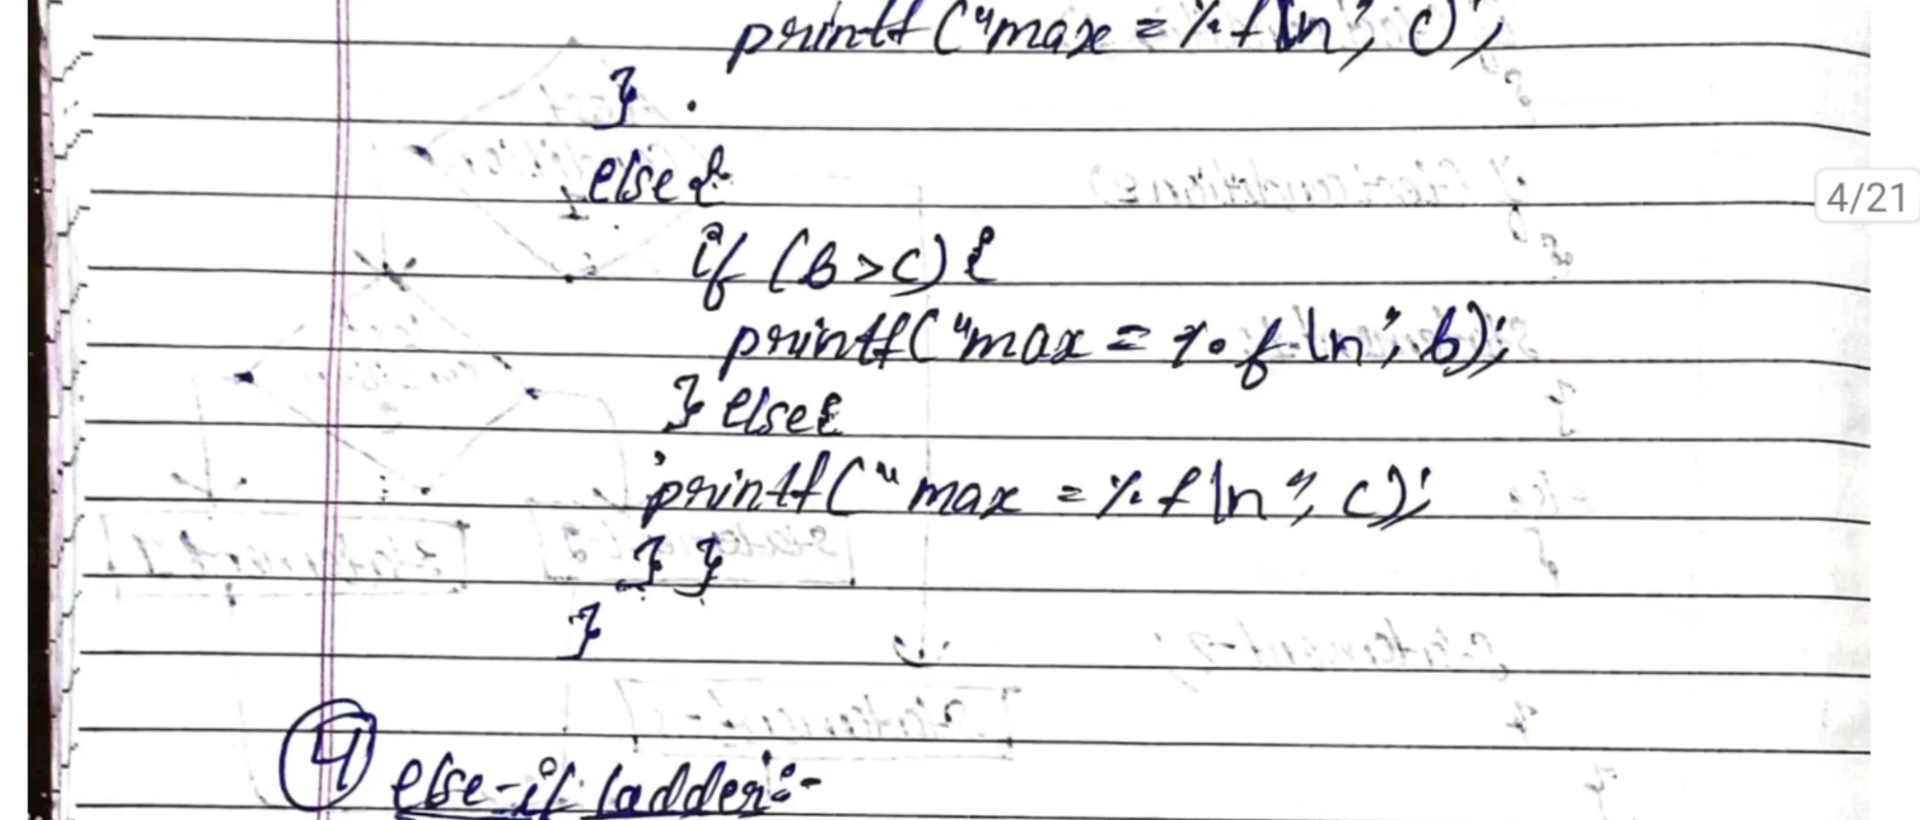 printf("max = %f\n", c);
}
else{
if (b>c) {
printf("max = %f\n", b);
} else{
printf(" max = %f\n", c);
} }
}
4 else-if ladder:-
4/21